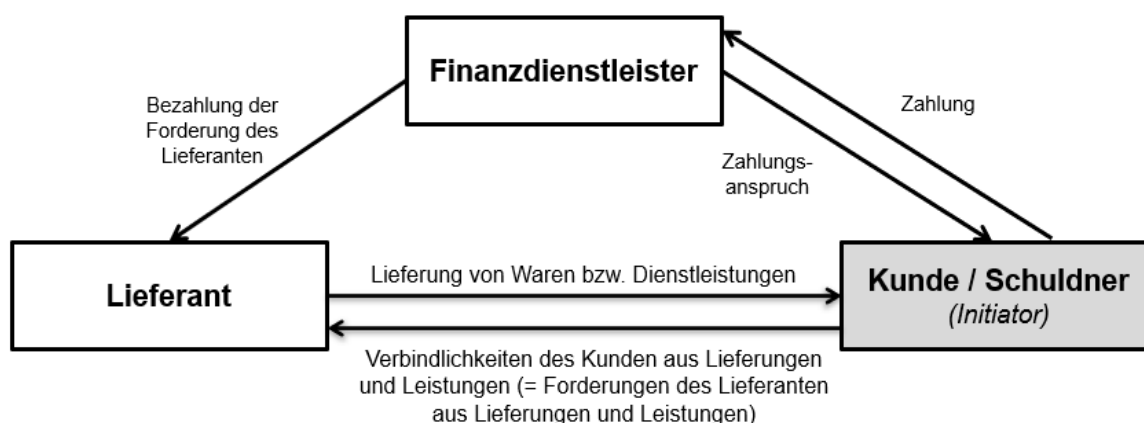 Finanzdienstleister
Bezahlung der
Forderung des
Lieferanten
Zahlung
Zahlungs-
anspruch
Lieferant
Lieferung von Waren bzw. Dienstleistungen
Kunde / Schuldner
(Initiator)
Verbindlichkeiten des Kunden aus Lieferungen
und Leistungen (= Forderungen des Lieferanten
aus Lieferungen und Leistungen)